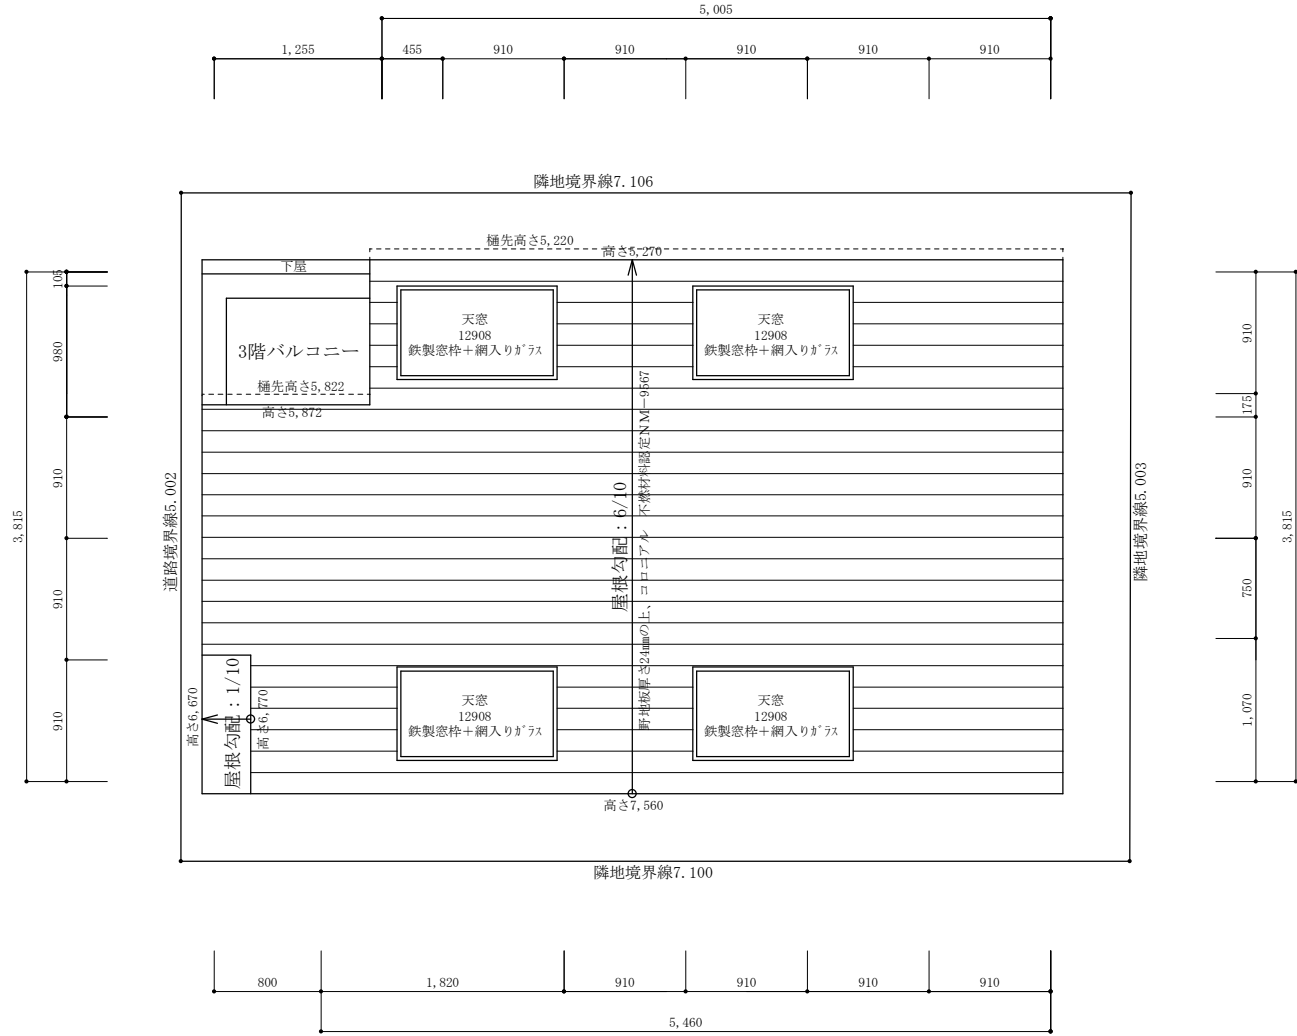 5,005
1,255
455
910
910
910
910
910
隣地境界線7.106
樋先高さ5,220
高さ5,270
下屋
天窓
12908
鉄製窓枠＋網入りｶﾞﾗｽ
天窓
12908
鉄製窓枠＋網入りｶﾞﾗｽ
3階バルコニー
樋先高さ5,822
高さ5,872
105
980
910
910
910
3,815
道路境界線5.002
屋根勾配：6/10
野地板厚さ24mmの上、コロニアル　不燃材料認定NM－9567
隣地境界線5.003
910
175
910
750
1,070
3,815
高さ6,670
屋根勾配：1/10
高さ6,770
天窓
12908
鉄製窓枠＋網入りｶﾞﾗｽ
天窓
12908
鉄製窓枠＋網入りｶﾞﾗｽ
高さ7,560
隣地境界線7.100
800
1,820
910
910
910
910
5,460